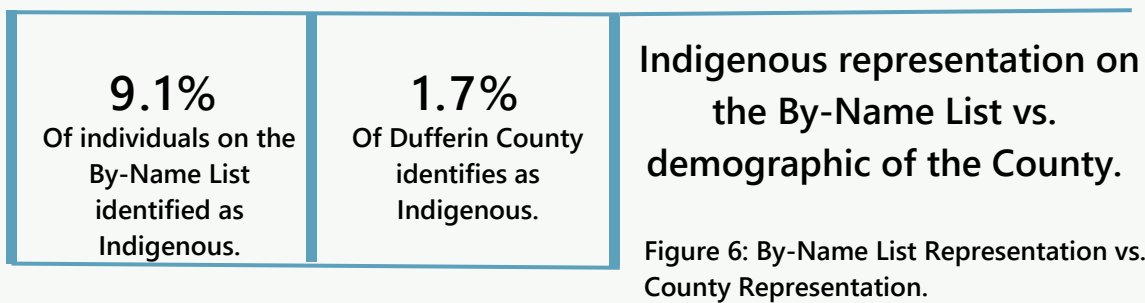 9.1%
Of individuals on the
By-Name List
identified as
Indigenous.
1.7%
Of Dufferin County
identifies as
Indigenous.
Indigenous representation on
the By-Name List vs.
demographic of the County.
Figure 6: By-Name List Representation vs.
County Representation.